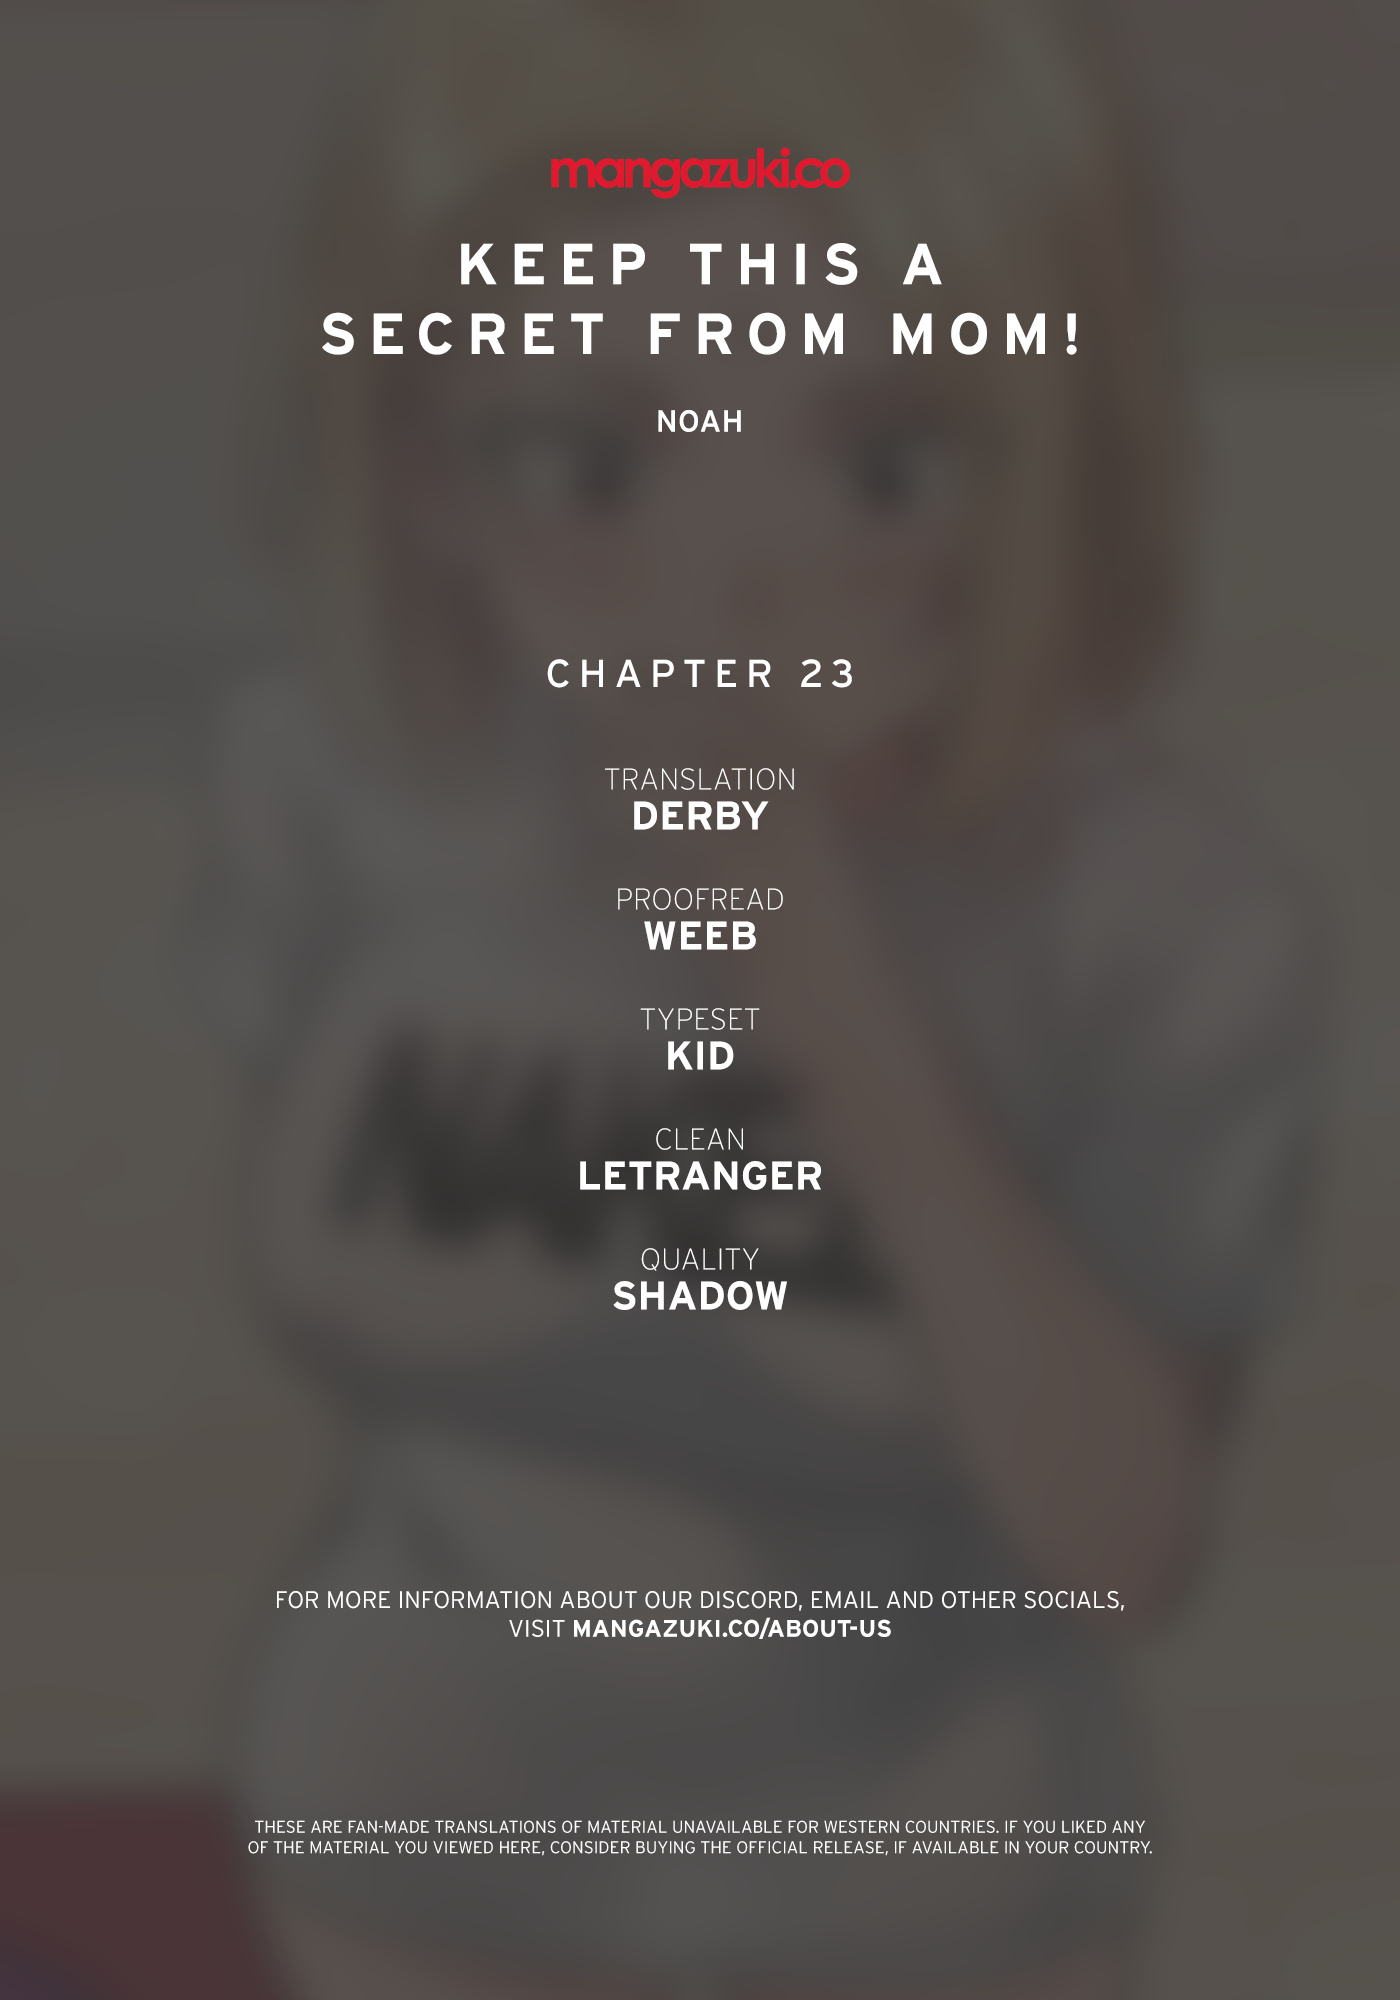 mangazuki.co
KEEP THIS A
SECRET FROM MOM!
NOAH
CHAPTER 23
TRANSLATION
DERBY
PROOFREAD
WEEB
TYPESET
KID
CLEAN
LETRANGER
QUALITY
SHADOW
FOR MORE INFORMATION ABOUT OUR DISCORD, EMAIL AND OTHER SOCIALS,
VISIT MANGAZUKI.CO/ABOUT-US
THESE ARE FAN-MADE TRANSLATIONS OF MATERIAL UNAVAILABLE FOR WESTERN COUNTRIES. IF YOU LIKED ANY
OF THE MATERIAL YOU VIEWED HERE, CONSIDER BUYING THE OFFICIAL RELEASE, IF AVAILABLE IN YOUR COUNTRY.